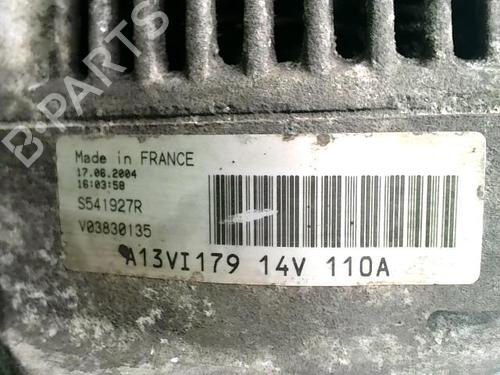 B-PARTS
Made in FRANCE
17.06.2004
16:03:58
S541927R
V03830135
A13VI179 14V 110A